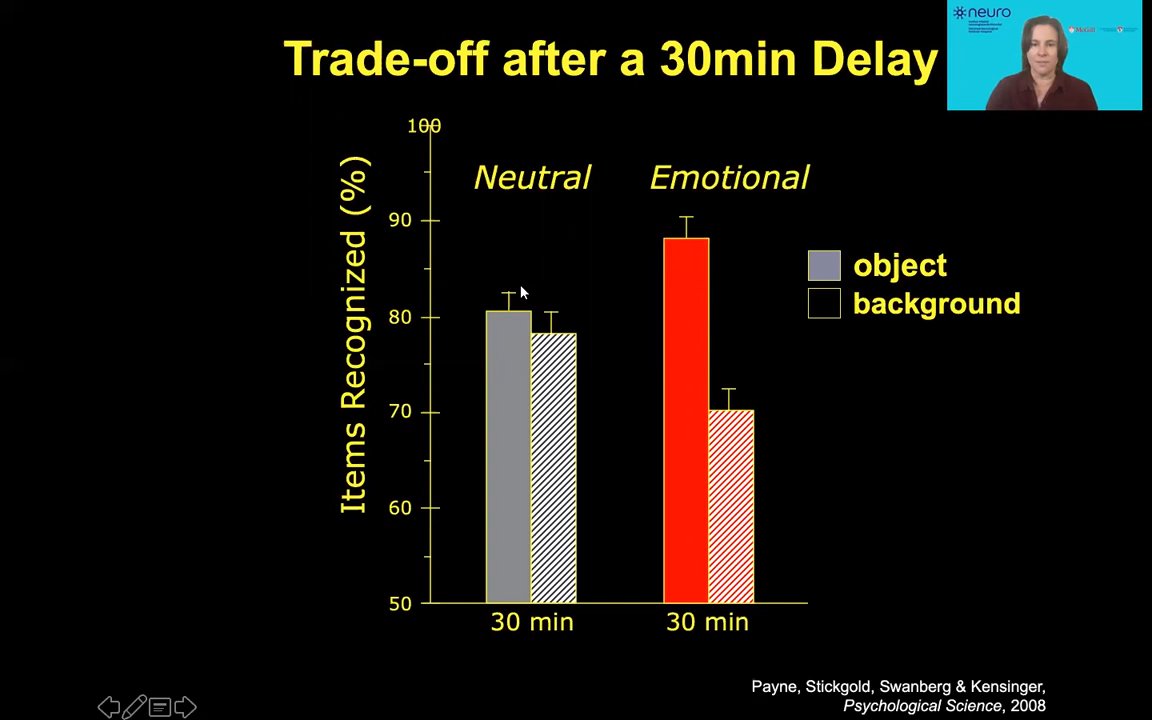 Trade-off after a 30min Delay
neuro
McGill
100
90
80
70
60
50
Items Recognized (%)
Neutral
Emotional
object
background
30 min
30 min
Payne, Stickgold, Swanberg & Kensinger,
Psychological Science, 2008